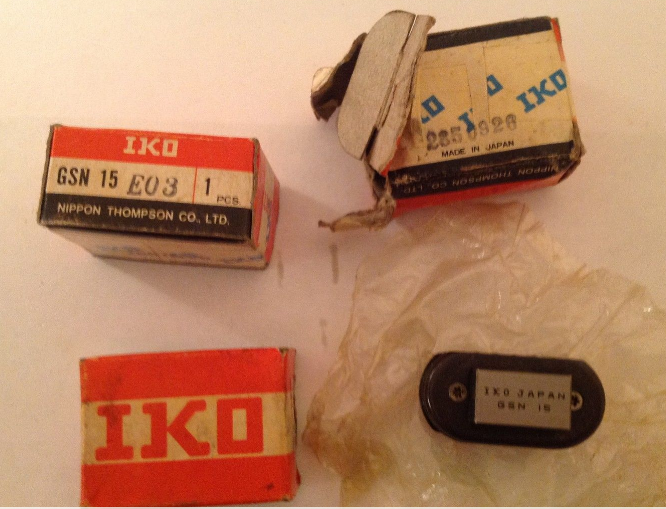 IKO
GSN 15 E03 1
PCS.
NIPPON THOMPSON CO., LTD.
IKO
IKO
2850926
MADE IN JAPAN
NIPPON THOMPSON CO., LTD.
IKO
IKO JAPAN
GSN 15